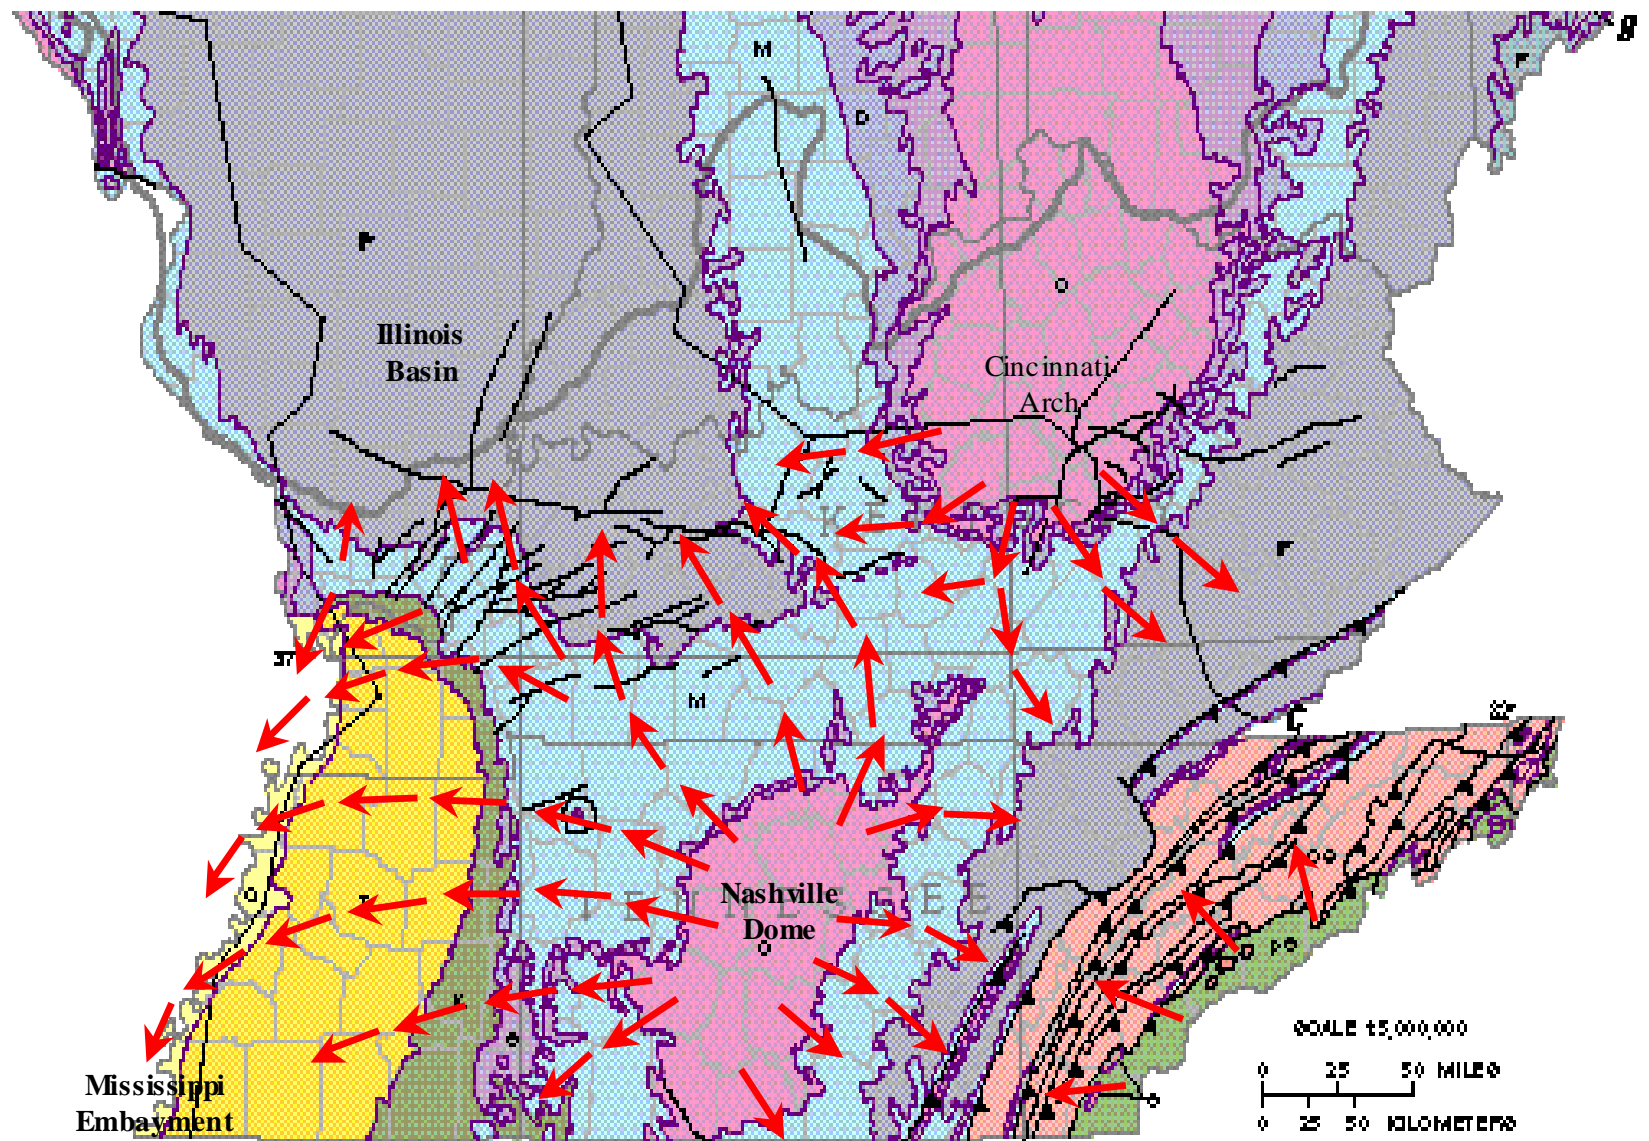 M
D
P
P
Illinois
Basin
O
Cincinnati
Arch
K E
P
37
M
T E N N E S S E E
Nashville
Dome
O
Q
T
K
SCALE 1:5,000,000
0 25 50 MILES
0 25 50 KILOMETERS
Mississippi
Embayment